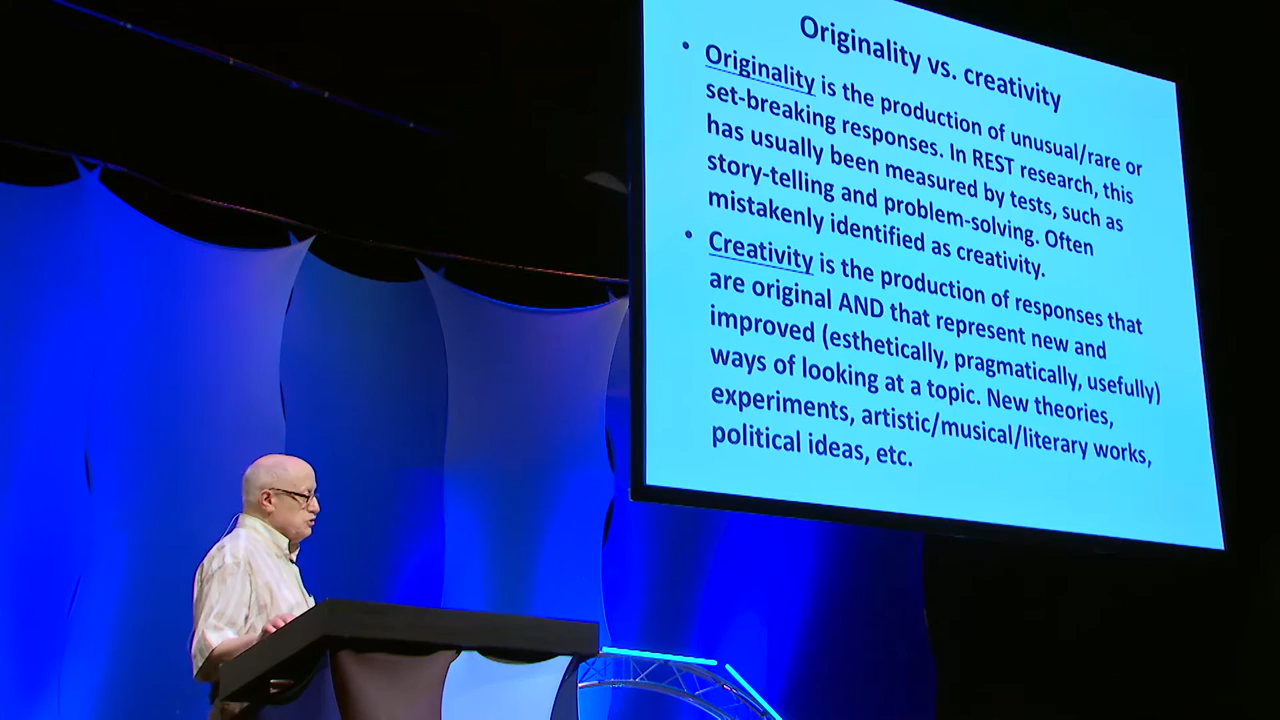 Originality vs. creativity
• Originality is the production of unusual/rare or
set-breaking responses. In REST research, this
has usually been measured by tests, such as
story-telling and problem-solving. Often
mistakenly identified as creativity.
• Creativity is the production of responses that
are original AND that represent new and
improved (esthetically, pragmatically, usefully)
ways of looking at a topic. New theories,
experiments, artistic/musical/literary works,
political ideas, etc.